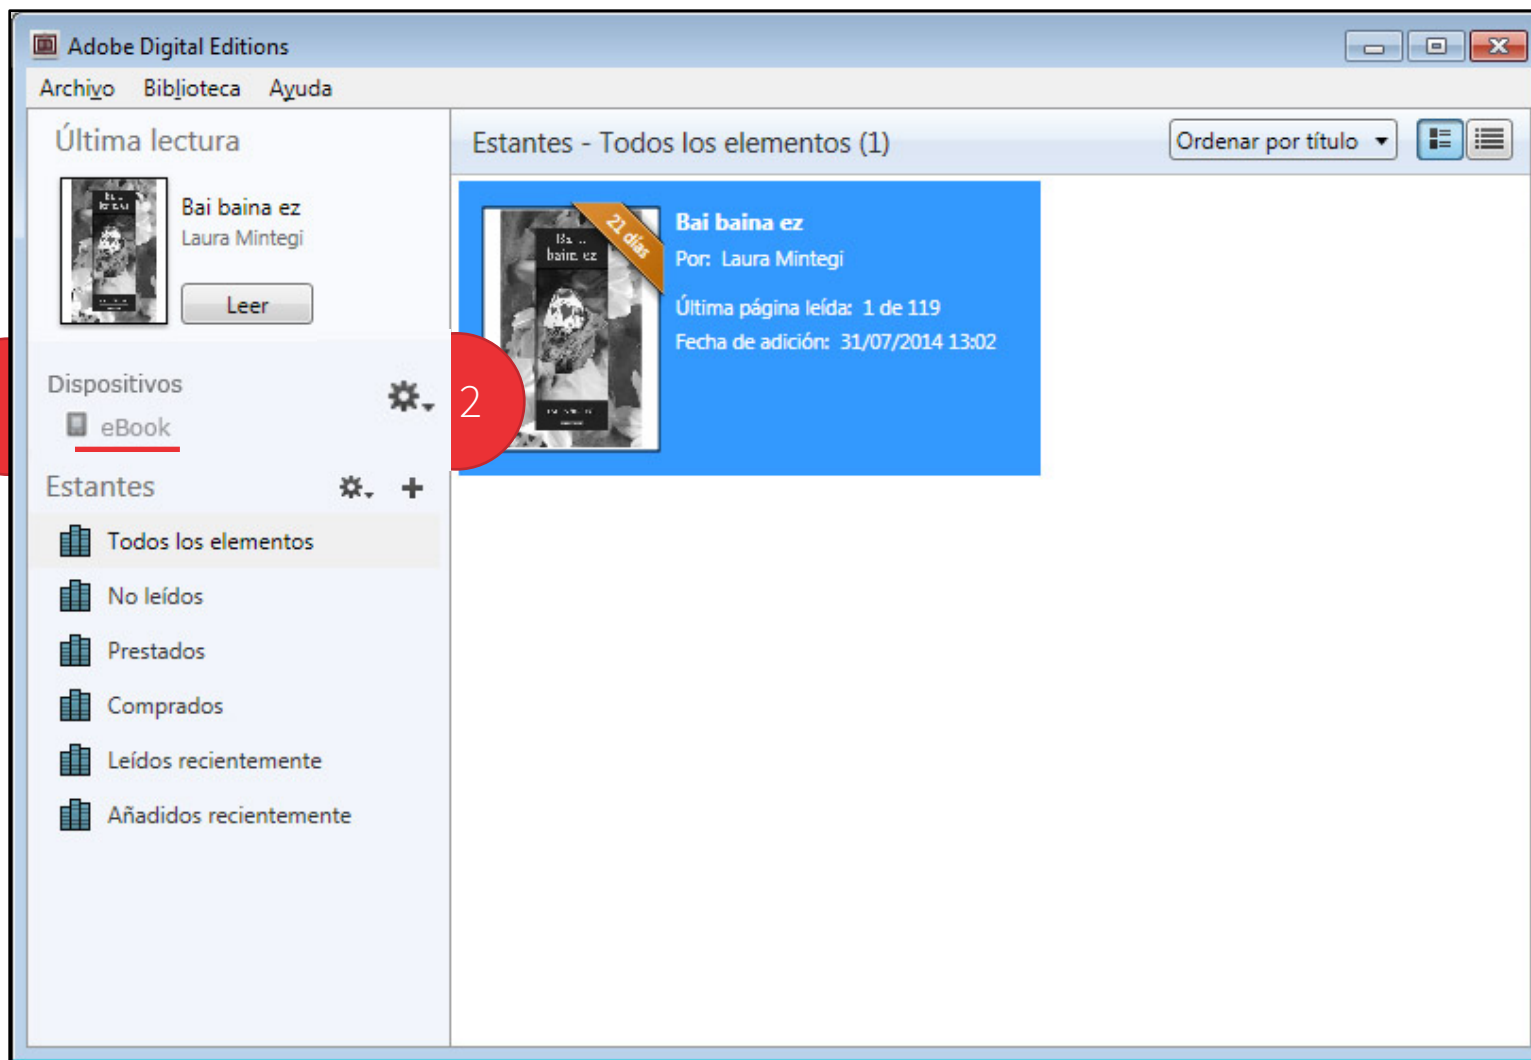 Adobe Digital Editions
Archivo Biblioteca Ayuda
Última lectura
Bai baina ez
Laura Mintegi
Leer
Dispositivos
eBook
Estantes
Todos los elementos
No leídos
Prestados
Comprados
Leídos recientemente
Añadidos recientemente
Estantes - Todos los elementos (1)
Ordenar por título
2
Ba...
baina ez
21 días
Bai baina ez
Por: Laura Mintegi
Última página leída: 1 de 119
Fecha de adición: 31/07/2014 13:02